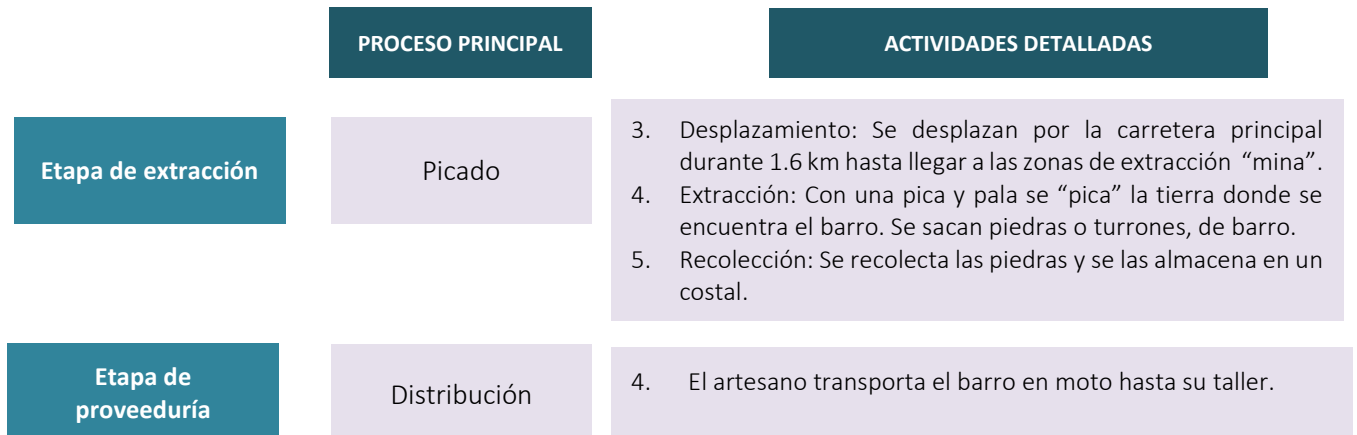 PROCESO PRINCIPAL
ACTIVIDADES DETALLADAS
Etapa de extracción
Picado
3. Desplazamiento: Se desplazan por la carretera principal
durante 1.6 km hasta llegar a las zonas de extracción “mina”.
4. Extracción: Con una pica y pala se “pica” la tierra donde se
encuentra el barro. Se sacan piedras o turrones, de barro.
5. Recolección: Se recolecta las piedras y se las almacena en un
costal.
Etapa de
proveeduría
Distribución
4. El artesano transporta el barro en moto hasta su taller.